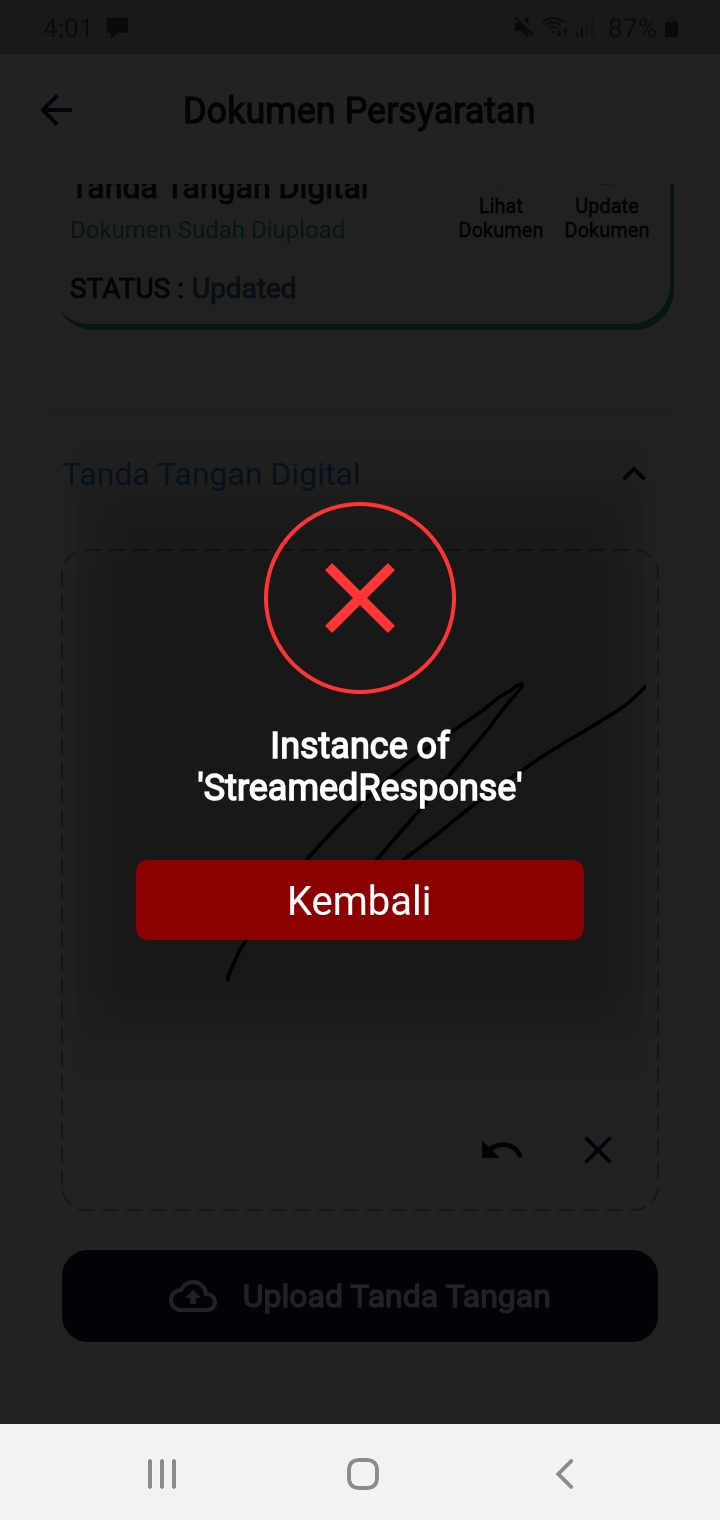 4:01 87%
Dokumen Persyaratan
Tanda Tangan Digital
Lihat Dokumen
Update Dokumen
Dokumen Sudah Diupload
STATUS : Updated
Tanda Tangan Digital
Instance of
'StreamedResponse'
Kembali
Upload Tanda Tangan